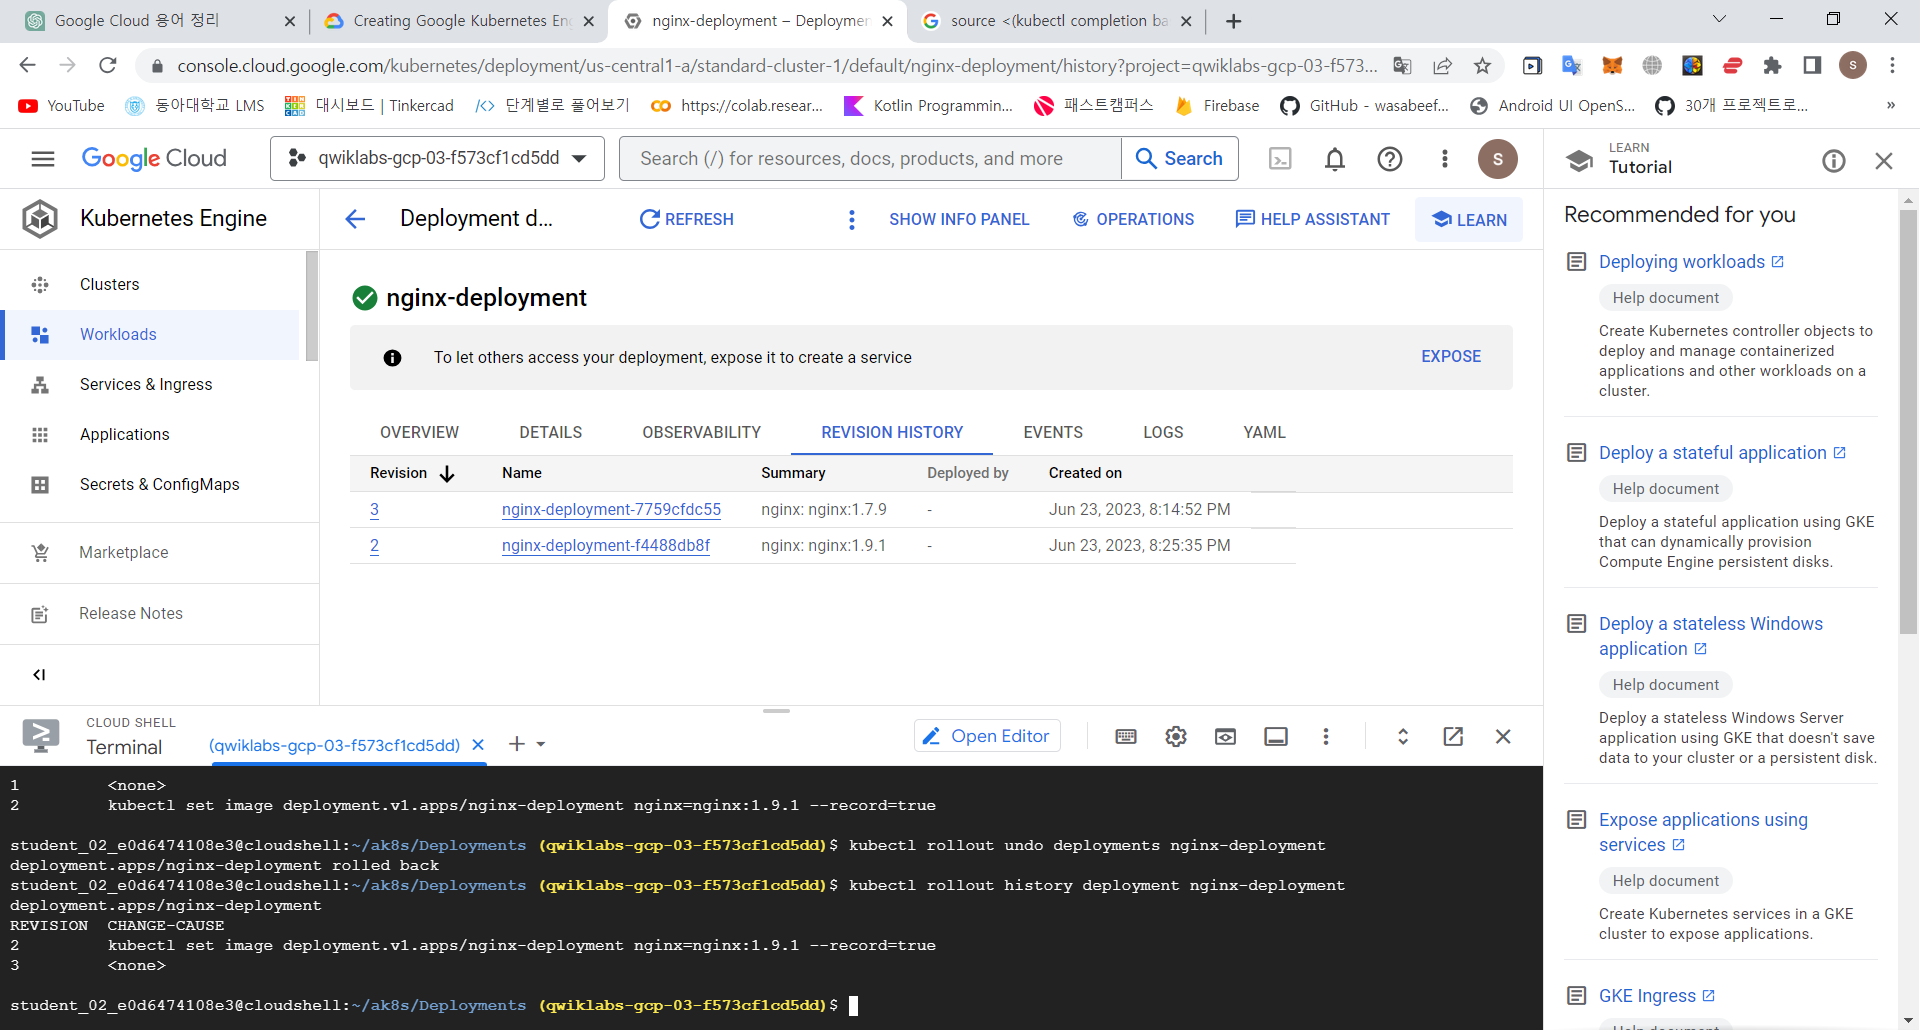 Google Cloud 용어 정리
Creating Google Kubernetes En
nginx-deployment – Deploymen
source <(kubectl completion ba
console.cloud.google.com/kubernetes/deployment/us-central1-a/standard-cluster-1/default/nginx-deployment/history?project=qwiklabs-gcp-03-f573...
S
YouTube
동아대학교 LMS
대시보드 | Tinkercad
단계별로 풀어보기
https://colab.resear...
Kotlin Programmin...
패스트캠퍼스
Firebase
GitHub - wasabeef...
Android UI OpenS...
30개 프로젝트로...
»
Google Cloud
qwiklabs-gcp-03-f573cf1cd5dd
Search (/) for resources, docs, products, and more
Search
S
LEARN
Tutorial
Kubernetes Engine
Deployment d...
REFRESH
SHOW INFO PANEL
OPERATIONS
HELP ASSISTANT
LEARN
Clusters
Workloads
Services & Ingress
Applications
Secrets & ConfigMaps
Marketplace
Release Notes
nginx-deployment
To let others access your deployment, expose it to create a service
EXPOSE
OVERVIEW DETAILS OBSERVABILITY REVISION HISTORY EVENTS LOGS YAML
Revision Name Summary Deployed by Created on
3 nginx-deployment-7759cfdc55 nginx: nginx:1.7.9 - Jun 23, 2023, 8:14:52 PM
2 nginx-deployment-f4488db8f nginx: nginx:1.9.1 - Jun 23, 2023, 8:25:35 PM
Recommended for you
Deploying workloads
Help document
Create Kubernetes controller objects to
deploy and manage containerized
applications and other workloads on a
cluster.
Deploy a stateful application
Help document
Deploy a stateful application using GKE
that can dynamically provision
Compute Engine persistent disks.
Deploy a stateless Windows
application
Help document
Deploy a stateless Windows Server
application using GKE that doesn't save
data to your cluster or a persistent disk.
Expose applications using
services
Help document
Create Kubernetes services in a GKE
cluster to expose applications.
GKE Ingress
Help document
CLOUD SHELL
Terminal
(qwiklabs-gcp-03-f573cf1cd5dd)
Open Editor
1 <none>
2 kubectl set image deployment.v1.apps/nginx-deployment nginx=nginx:1.9.1 --record=true
student_02_e0d6474108e3@cloudshell:~/ak8s/Deployments (qwiklabs-gcp-03-f573cf1cd5dd)$ kubectl rollout undo deployments nginx-deployment
deployment.apps/nginx-deployment rolled back
student_02_e0d6474108e3@cloudshell:~/ak8s/Deployments (qwiklabs-gcp-03-f573cf1cd5dd)$ kubectl rollout history deployment nginx-deployment
deployment.apps/nginx-deployment
REVISION CHANGE-CAUSE
2 kubectl set image deployment.v1.apps/nginx-deployment nginx=nginx:1.9.1 --record=true
3 <none>
student_02_e0d6474108e3@cloudshell:~/ak8s/Deployments (qwiklabs-gcp-03-f573cf1cd5dd)$